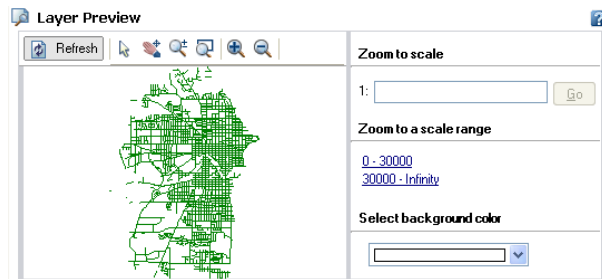 Layer Preview
Refresh
Zoom to scale
1:
Go
Zoom to a scale range
0 - 30000
30000 - Infinity
Select background color